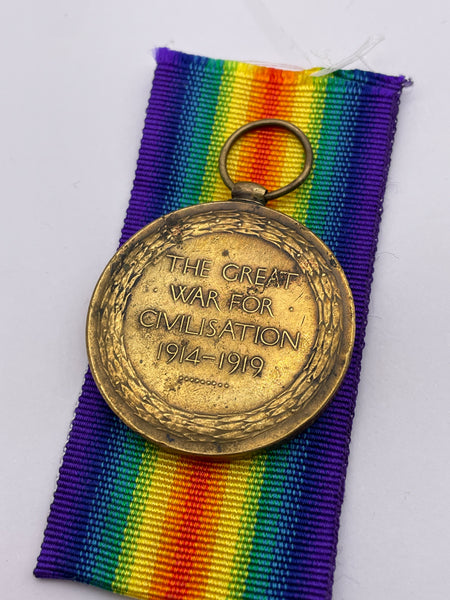 THE GREAT
WAR FOR
CIVILISATION
1914-1919